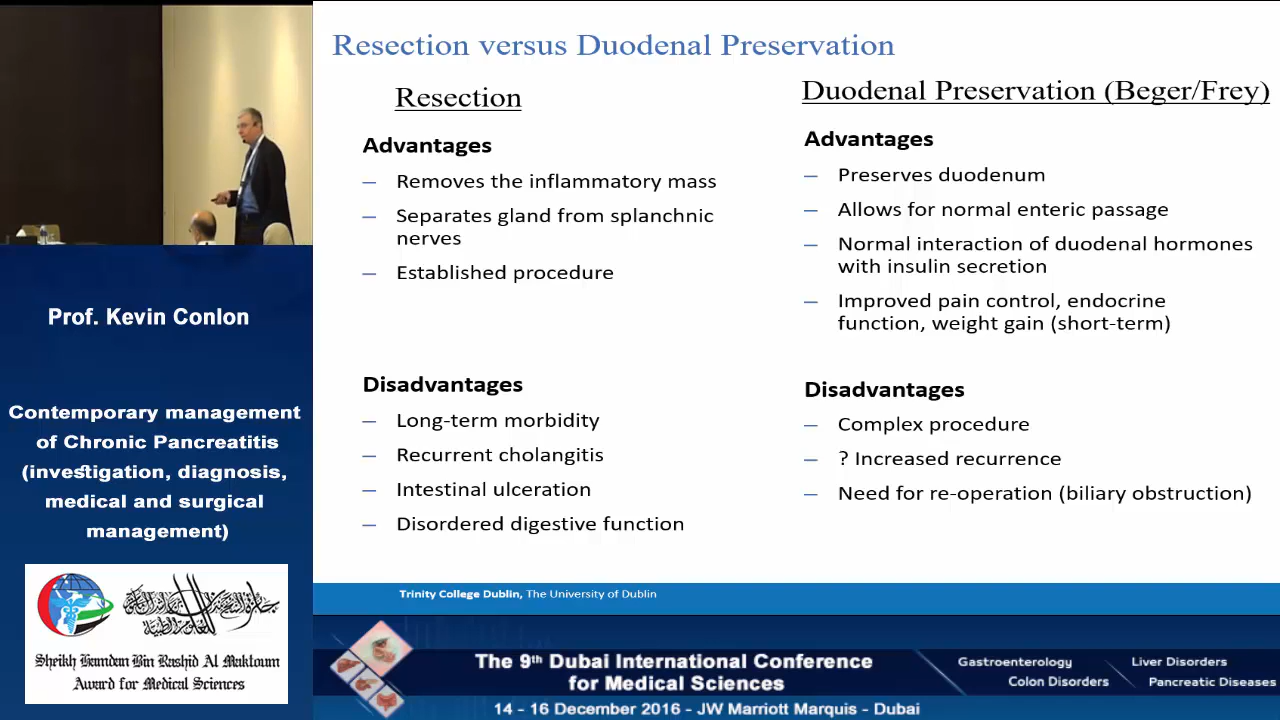 Resection versus Duodenal Preservation
Resection
Advantages
– Removes the inflammatory mass
– Separates gland from splanchnic
nerves
– Established procedure
Disadvantages
– Long-term morbidity
– Recurrent cholangitis
– Intestinal ulceration
– Disordered digestive function
Duodenal Preservation (Beger/Frey)
Advantages
– Preserves duodenum
– Allows for normal enteric passage
– Normal interaction of duodenal hormones
with insulin secretion
– Improved pain control, endocrine
function, weight gain (short-term)
Disadvantages
– Complex procedure
– ? Increased recurrence
– Need for re-operation (biliary obstruction)
Trinity College Dublin, The University of Dublin
Prof. Kevin Conlon
Contemporary management
of Chronic Pancreatitis
(investigation, diagnosis,
medical and surgical
management)
Sheikh Hamdan Bin Rashid Al Maktoum
Award for Medical Sciences
The 9th Dubai International Conference
for Medical Sciences
14 - 16 December 2016 - JW Marriott Marquis - Dubai
Gastroenterology
Liver Disorders
Colon Disorders
Pancreatic Diseases